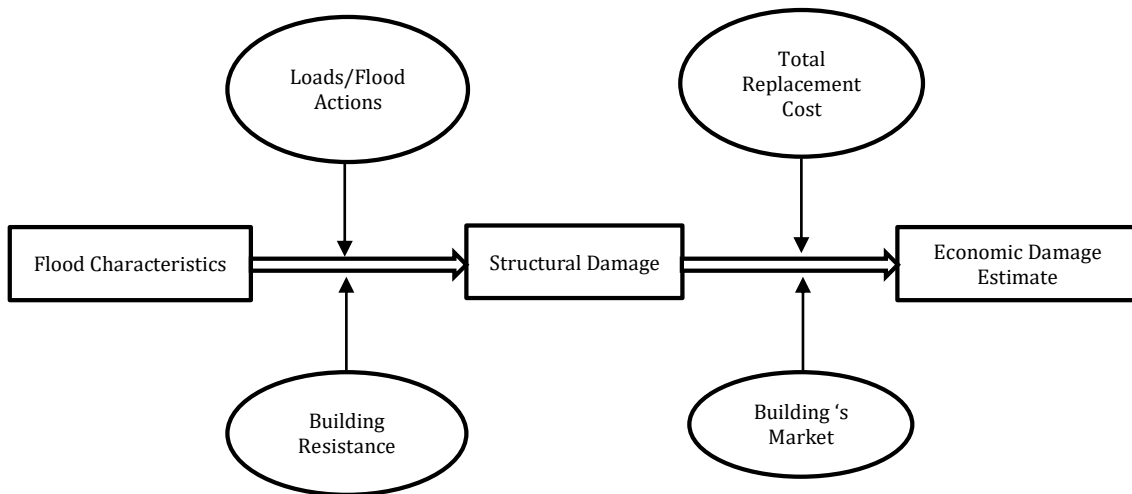 Loads/Flood
Actions
Total
Replacement
Cost
Flood Characteristics
Structural Damage
Economic Damage
Estimate
Building
Resistance
Building ‘s
Market